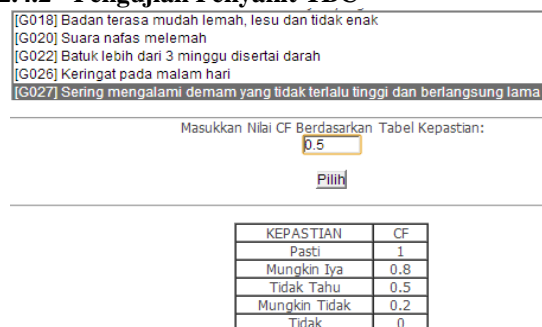 [G018] Badan terasa mudah lemah, lesu dan tidak enak
[G020] Suara nafas melemah
[G022] Batuk lebih dari 3 minggu disertai darah
[G026] Keringat pada malam hari
[G027] Sering mengalami demam yang tidak terlalu tinggi dan berlangsung lama
Masukkan Nilai CF Berdasarkan Tabel Kepastian:
0.5
Pilih
KEPASTIAN CF
Pasti 1
Mungkin Iya 0.8
Tidak Tahu 0.5
Mungkin Tidak 0.2
Tidak 0